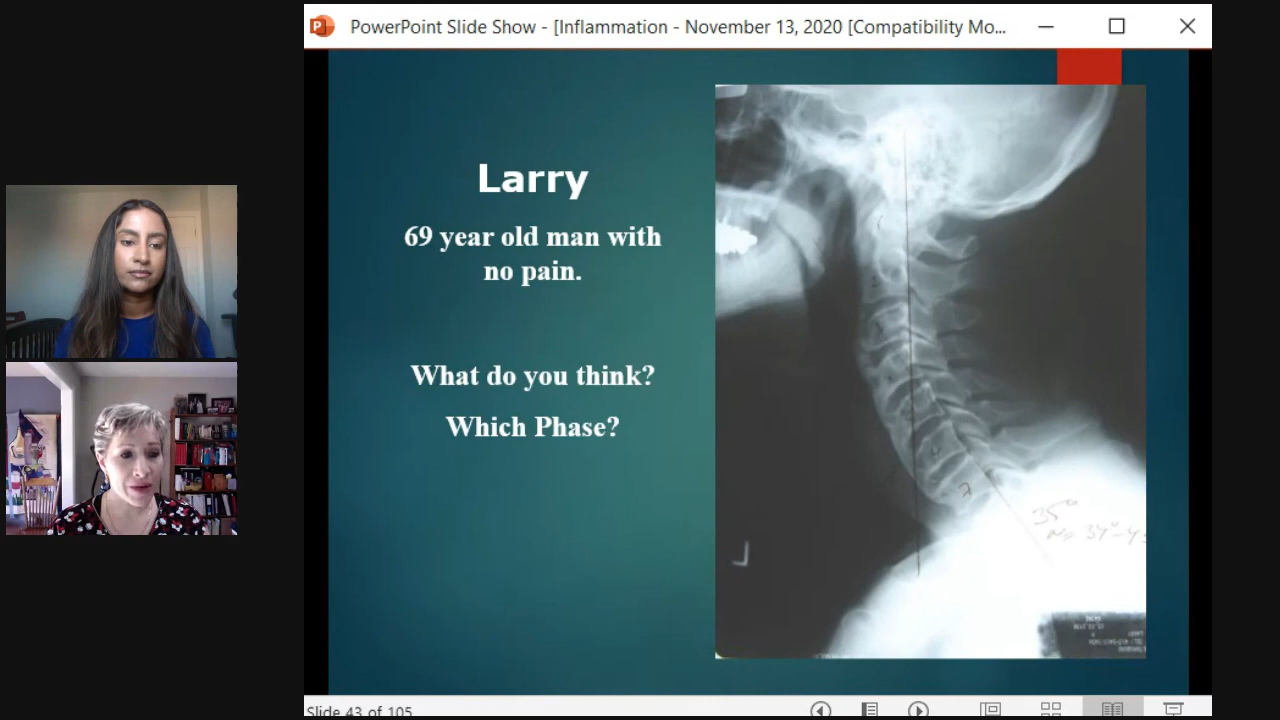 PowerPoint Slide Show - [Inflammation - November 13, 2020 [Compatibility Mo...
Larry
69 year old man with
no pain.
What do you think?
Which Phase?
7
35°
Slide 43 of 105